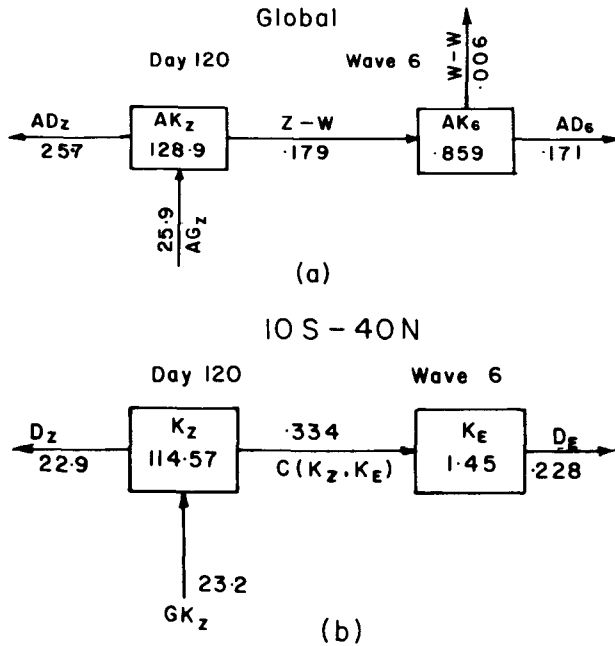 Global
Day 120
Wave 6
W-W
.006
ADz
25.7
AKz
128.9
Z-W
.179
AK6
.859
AD6
.171
25.9
AGz
(a)
10S-40N
Day 120
Wave 6
Dz
22.9
Kz
114.57
.334
C(Kz.KE)
KE
1.45
DE
.228
23.2
GKz
(b)